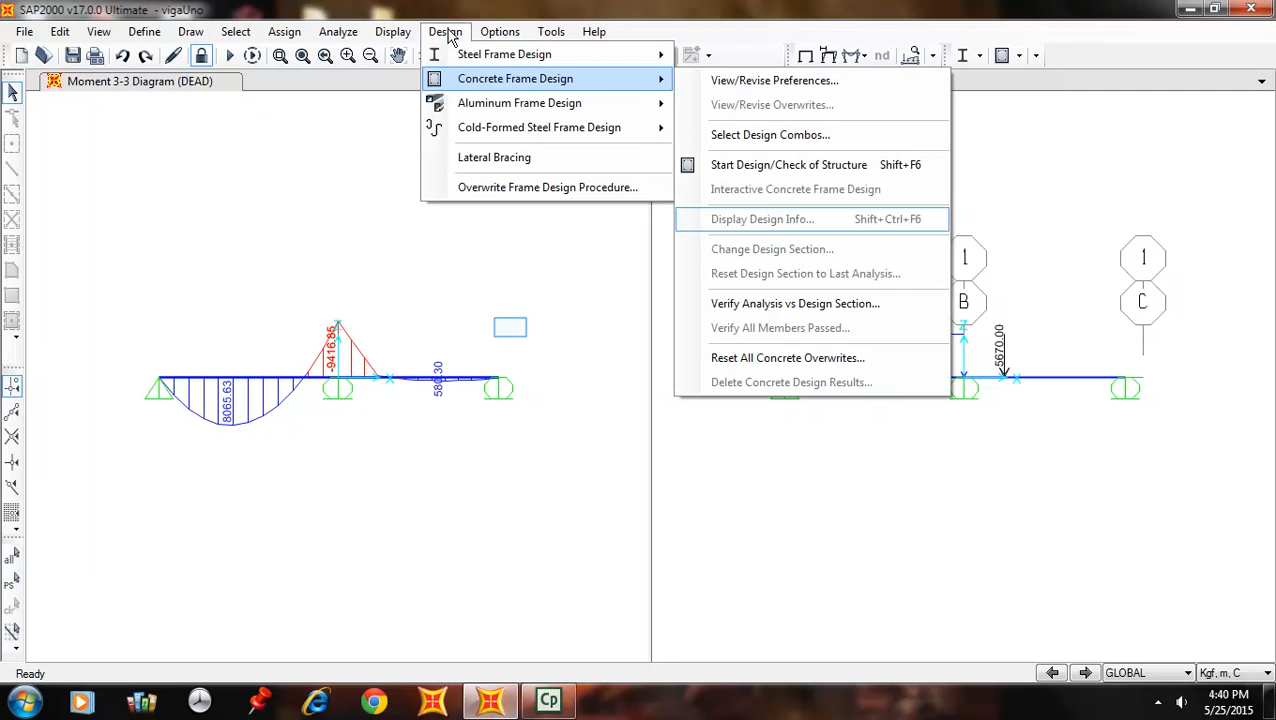 SAP2000 v17.0.0 Ultimate - vigaUno
File Edit View Define Draw Select Assign Analyze Display Design Options Tools Help
Moment 3-3 Diagram (DEAD)
Steel Frame Design
Concrete Frame Design
Aluminum Frame Design
Cold-Formed Steel Frame Design
Lateral Bracing
Overwrite Frame Design Procedure...
View/Revise Preferences...
View/Revise Overwrites...
Select Design Combos...
Start Design/Check of Structure Shift+F6
Interactive Concrete Frame Design
Display Design Info... Shift+Ctrl+F6
Change Design Section...
Reset Design Section to Last Analysis...
Verify Analysis vs Design Section...
Verify All Members Passed...
Reset All Concrete Overwrites...
Delete Concrete Design Results...
-9416.85
8065.63
1 1
B C
5670.00
all
PS
clr
Ready
GLOBAL
Kgf, m, C
Cp
4:40 PM
5/25/2015